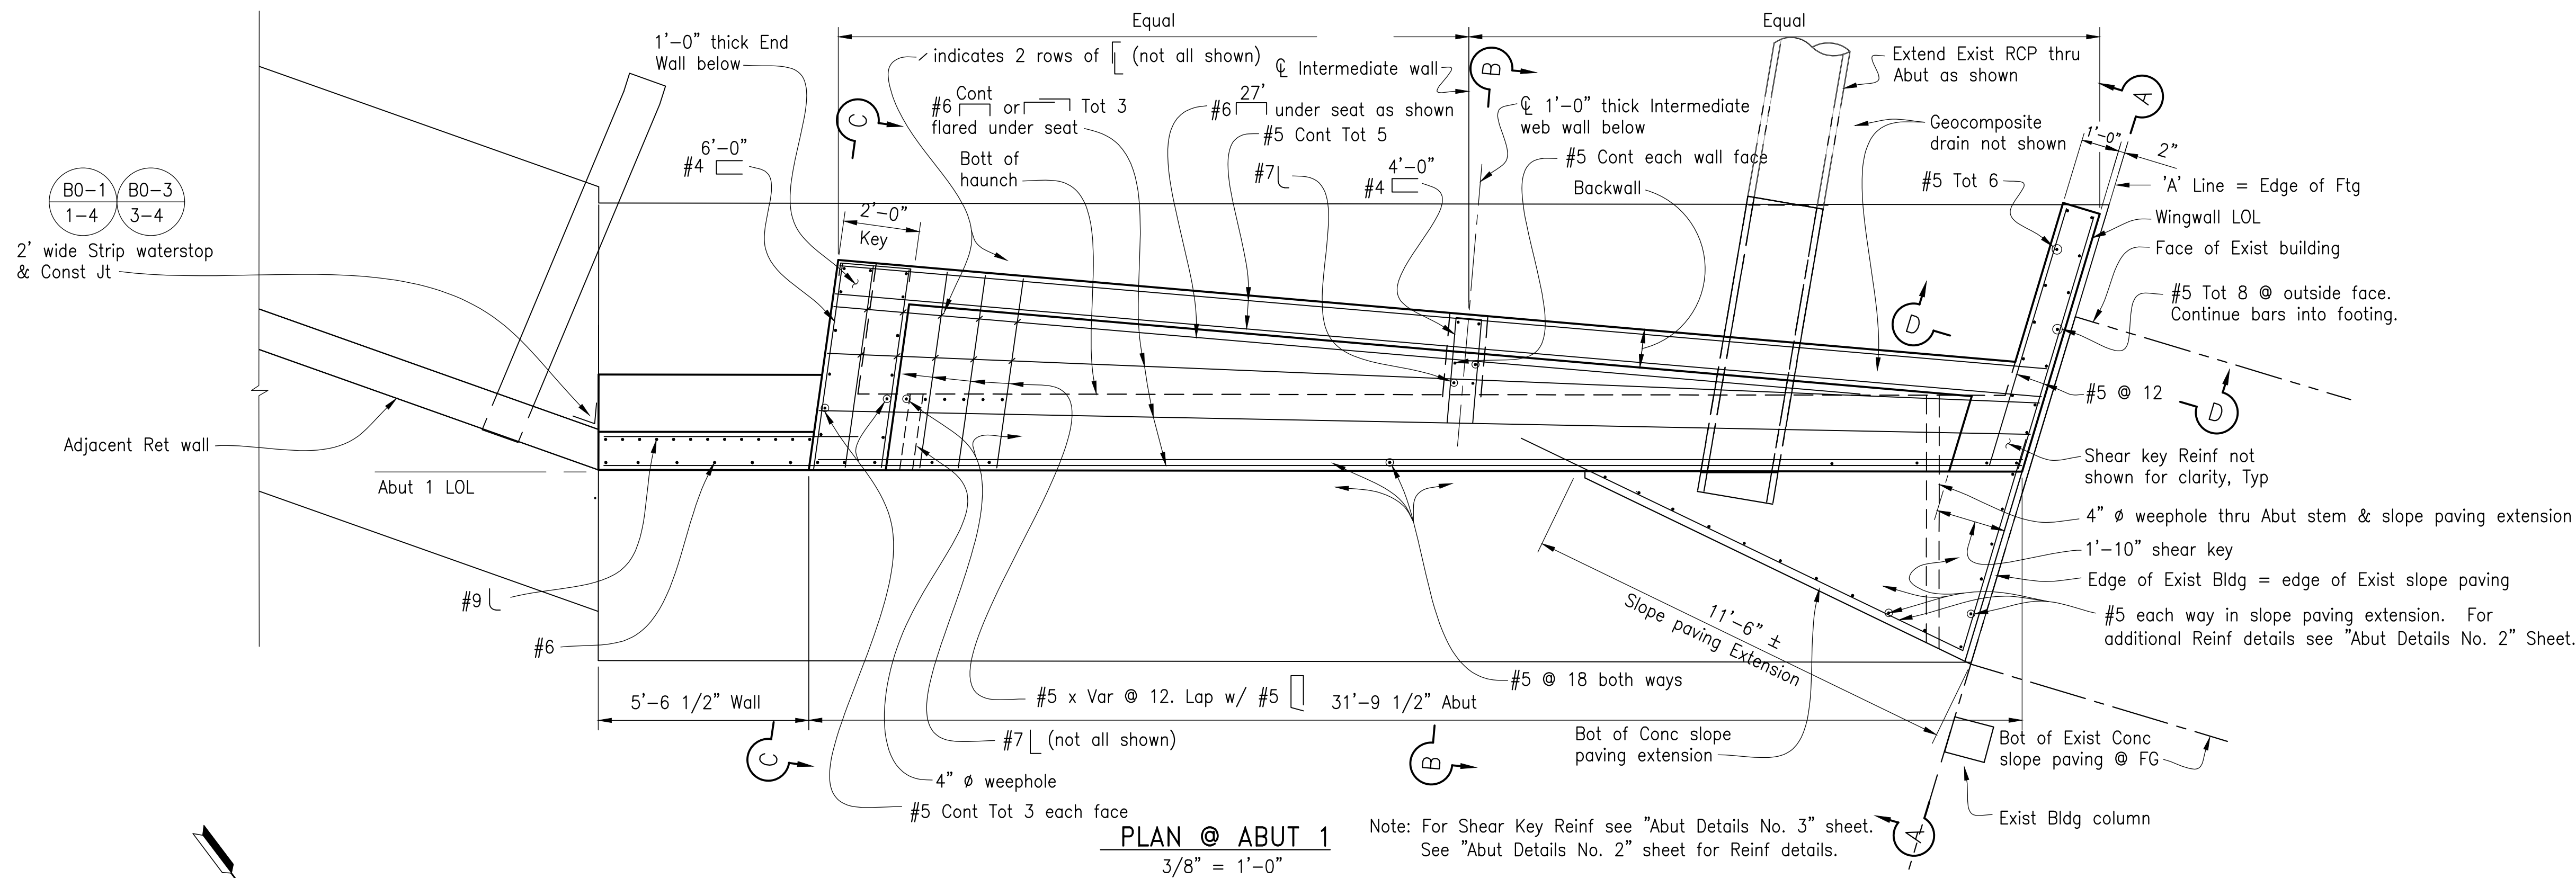 Equal
Equal
1'-0" thick End
Wall below
indicates 2 rows of (not all shown)
℄ Intermediate wall
B
Extend Exist RCP thru
Abut as shown
A
C
Cont
#6 or Tot 3
flared under seat
27'
#6 under seat as shown
#5 Cont Tot 5
℄ 1'-0" thick Intermediate
web wall below
Geocomposite
drain not shown
1'-0"
2"
6'-0"
#4
Bott of
haunch
#7
4'-0"
#4
#5 Cont each wall face
Backwall
#5 Tot 6
'A' Line = Edge of Ftg
Wingwall LOL
Face of Exist building
B0-1
1-4
B0-3
3-4
2' wide Strip waterstop
& Const Jt
2'-0"
Key
#5 Tot 8 @ outside face.
Continue bars into footing.
D
#5 @ 12
D
Adjacent Ret wall
Abut 1 LOL
Shear key Reinf not
shown for clarity, Typ
4" ø weephole thru Abut stem & slope paving extension
1'-10" shear key
Edge of Exist Bldg = edge of Exist slope paving
#5 each way in slope paving extension. For
additional Reinf details see "Abut Details No. 2" Sheet.
#9
#6
11'-6" ±
Slope paving Extension
5'-6 1/2" Wall
#5 x Var @ 12. Lap w/ #5
31'-9 1/2" Abut
#5 @ 18 both ways
#7 (not all shown)
C
B
Bot of Conc slope
paving extension
Bot of Exist Conc
slope paving @ FG
4" ø weephole
#5 Cont Tot 3 each face
Exist Bldg column
A
PLAN @ ABUT 1
3/8" = 1'-0"
Note: For Shear Key Reinf see "Abut Details No. 3" sheet.
See "Abut Details No. 2" sheet for Reinf details.